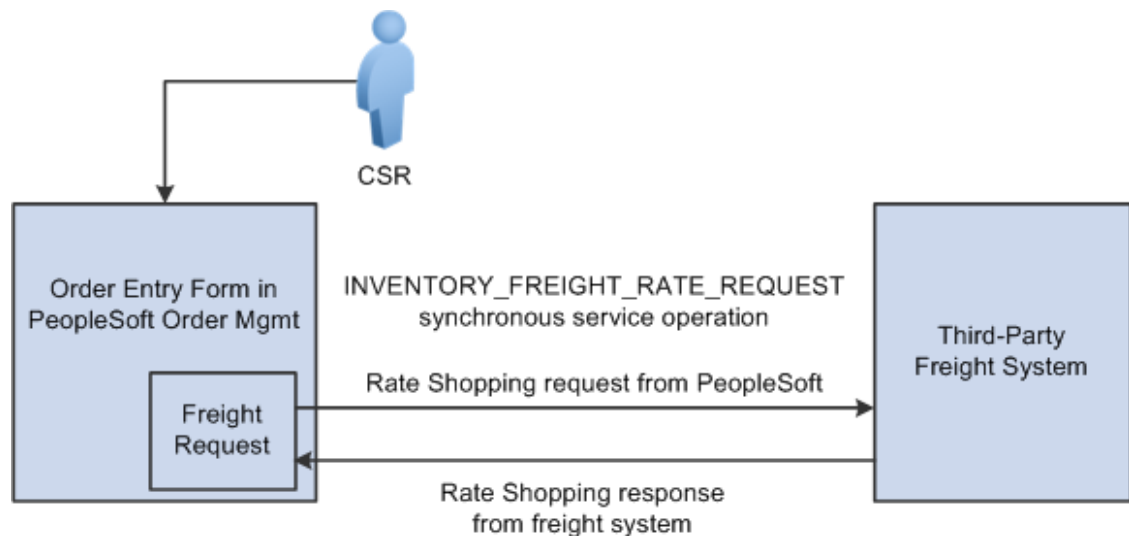 CSR
Order Entry Form in
PeopleSoft Order Mgmt
Freight
Request
INVENTORY_FREIGHT_RATE_REQUEST
synchronous service operation
Rate Shopping request from PeopleSoft
Rate Shopping response
from freight system
Third-Party
Freight System